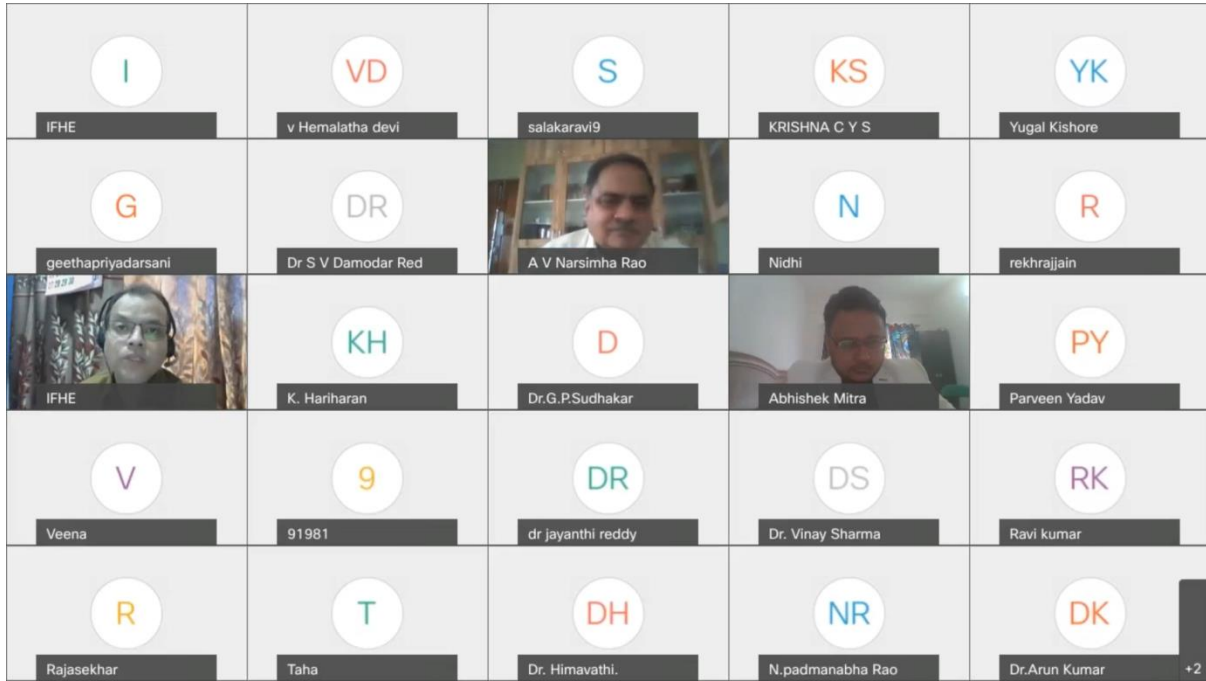 I
IFHE
VD
v Hemalatha devi
S
salakaravi9
KS
KRISHNA C Y S
YK
Yugal Kishore
G
geethapriyadarsani
DR
Dr S V Damodar Red
A V Narsimha Rao
N
Nidhi
R
rekhrajjain
IFHE
KH
K. Hariharan
D
Dr.G.P.Sudhakar
Abhishek Mitra
PY
Parveen Yadav
V
Veena
9
91981
DR
dr jayanthi reddy
DS
Dr. Vinay Sharma
RK
Ravi kumar
R
Rajasekhar
T
Taha
DH
Dr. Himavathi.
NR
N.padmanabha Rao
DK
Dr.Arun Kumar
+2